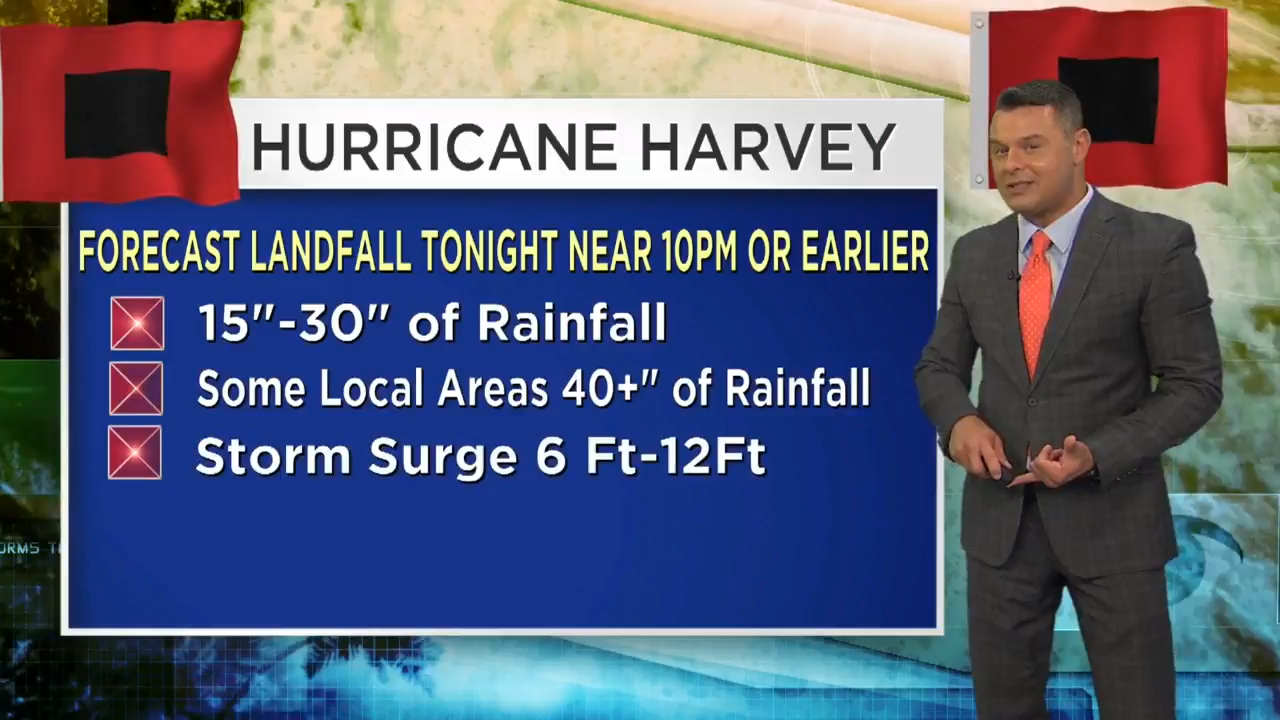 HURRICANE HARVEY
FORECAST LANDFALL TONIGHT NEAR 10PM OR EARLIER
15"-30" of Rainfall
Some Local Areas 40+" of Rainfall
Storm Surge 6 Ft-12Ft